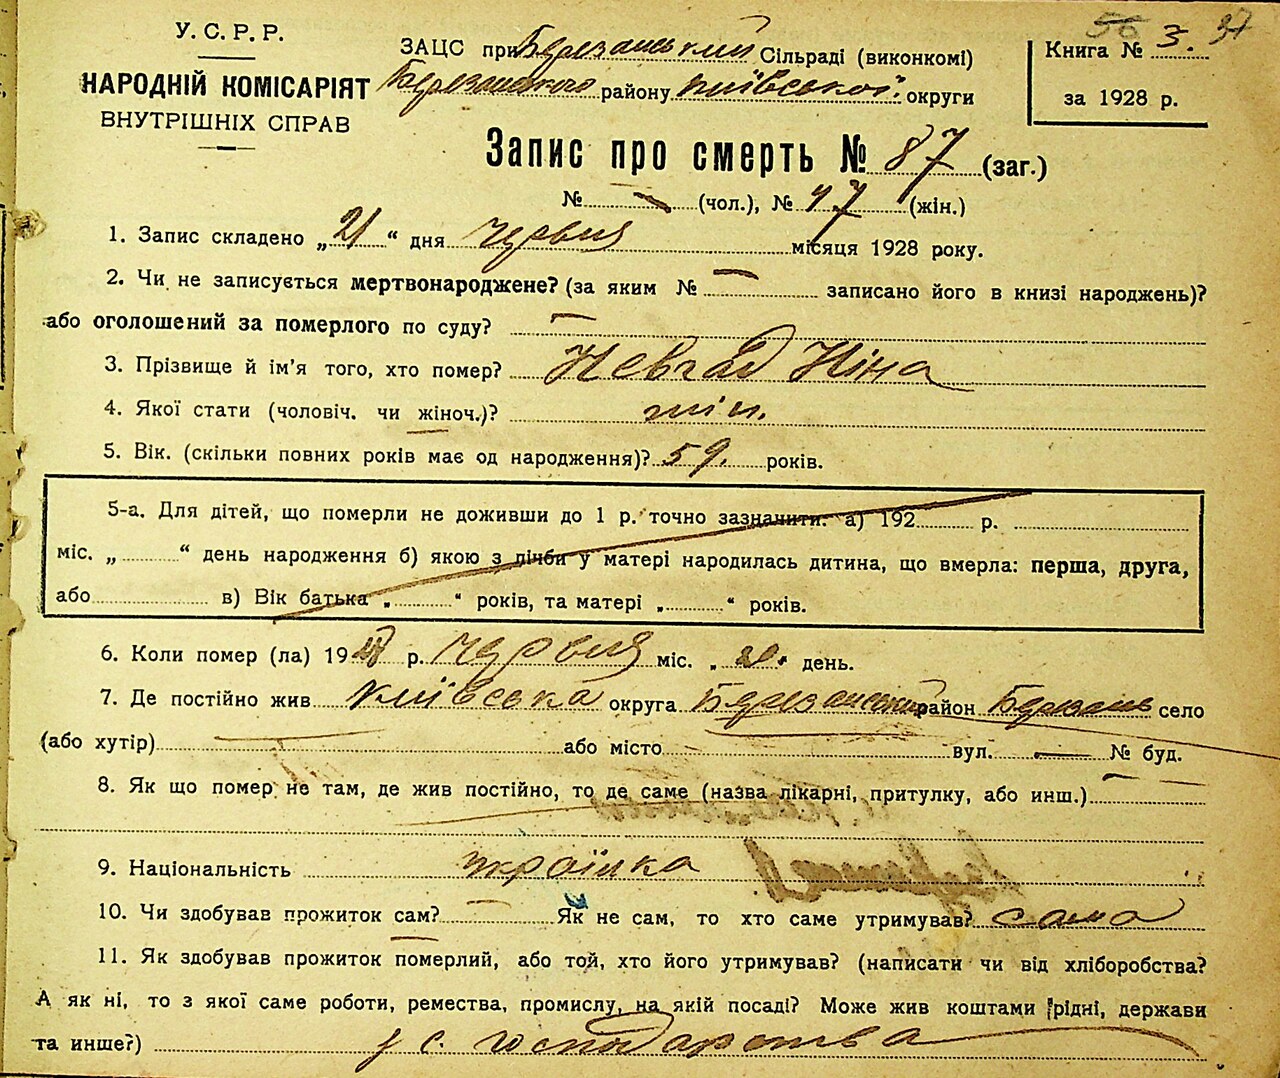 У. С. Р. Р.
НАРОДНІЙ КОМІСАРІЯТ
ВНУТРІШНІХ СПРАВ
ЗАЦС при Березанський Сільраді (виконкомі)
Березанського району Київської округи
56 37
Книга № 3.
за 1928 р.
Запис про смерть № 87 (заг.)
№ — (чол.), № 47 (жін.)
1. Запис складено „21“ дня Червня місяця 1928 року.
2. Чи не записується мертвонароджене? (за яким № — записано його в книзі народжень)?
або оголошений за померлого по суду? —
3. Прізвище й ім'я того, хто помер? Невгад Ніна
4. Якої стати (чоловіч. чи жіноч.)? жін.
5. Вік. (скільки повних років має од народження)? 59. років.
5-а. Для дітей, що померли не доживши до 1 р. точно зазначити: а) 192 р.
міс. „ “ день народження б) якою з лічби у матері народилась дитина, що вмерла: перша, друга,
або в) Вік батька „ “ років, та матері „ “ років.
6. Коли помер (ла) 1928 р. Червня міс. „ “ день.
7. Де постійно жив Київська округа Березанський район Березань село
(або хутір) — або місто вул. — № буд.
8. Як що помер не там, де жив постійно, то де саме (назва лікарні, притулку, або инш.)
9. Національність українка
10. Чи здобував прожиток сам? — Як не сам, то хто саме утримував? сама
11. Як здобував прожиток померлий, або той, хто його утримував? (написати чи від хліборобства?
А як ні, то з якої саме роботи, ремества, промислу, на якій посаді? Може жив коштами рідні, держави
та инше?) з с. господарства